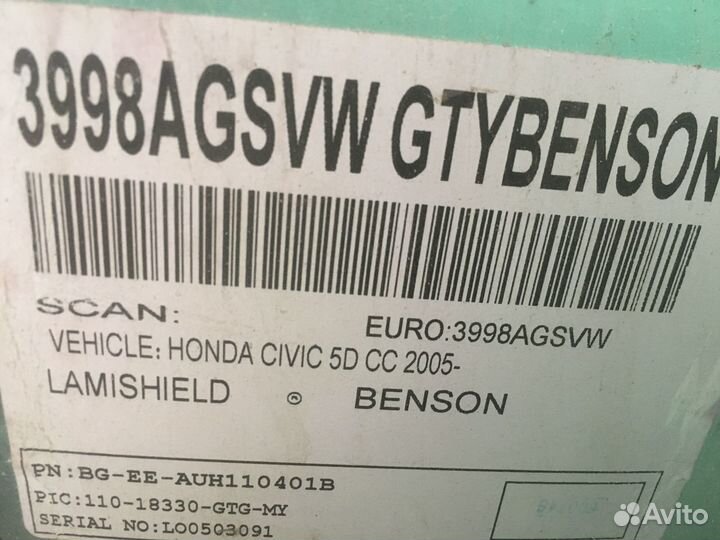 3998AGSVW GTYBENSON
SCAN:
EURO:3998AGSVW
VEHICLE: HONDA CIVIC 5D CC 2005-
LAMISHIELD ® BENSON
PN:BG-EE-AUH110401B
PIC:110-18330-GTG-MY
SERIAL NO:LO0503091
Avito